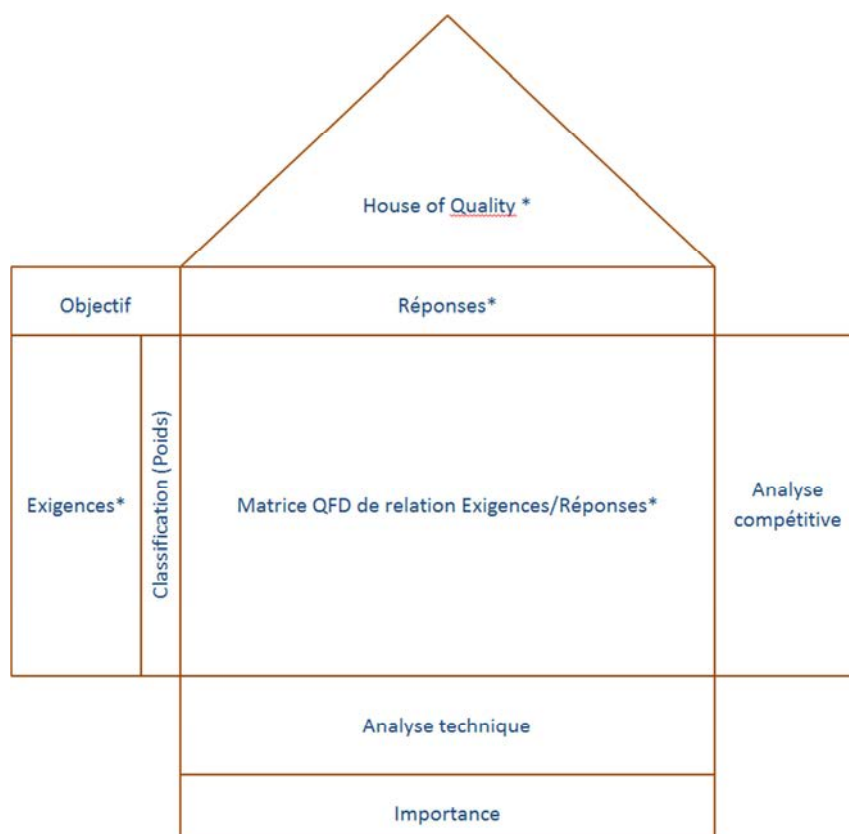 House of Quality *
Objectif
Réponses*
Exigences*
Classification (Poids)
Matrice QFD de relation Exigences/Réponses*
Analyse
compétitive
Analyse technique
Importance